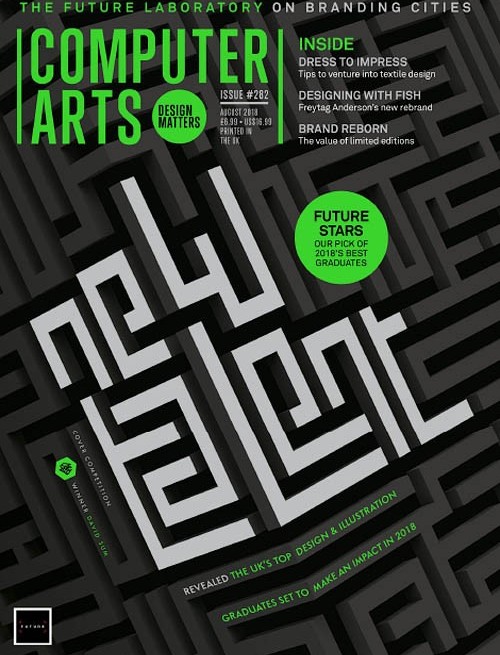 THE FUTURE LABORATORY ON BRANDING CITIES
COMPUTER
ARTS
DESIGN
MATTERS
ISSUE #282
AUGUST 2018
£6.99 • US$16.99
PRINTED IN
THE UK
INSIDE
DRESS TO IMPRESS
Tips to venture into textile design
DESIGNING WITH FISH
Freytag Anderson's new rebrand
BRAND REBORN
The value of limited editions
FUTURE
STARS
OUR PICK OF
2018'S BEST
GRADUATES
new
talent
COVER COMPETITION
WINNER DAVID SUM
REVEALED THE UK'S TOP DESIGN & ILLUSTRATION
GRADUATES SET TO MAKE AN IMPACT IN 2018
FUTURE